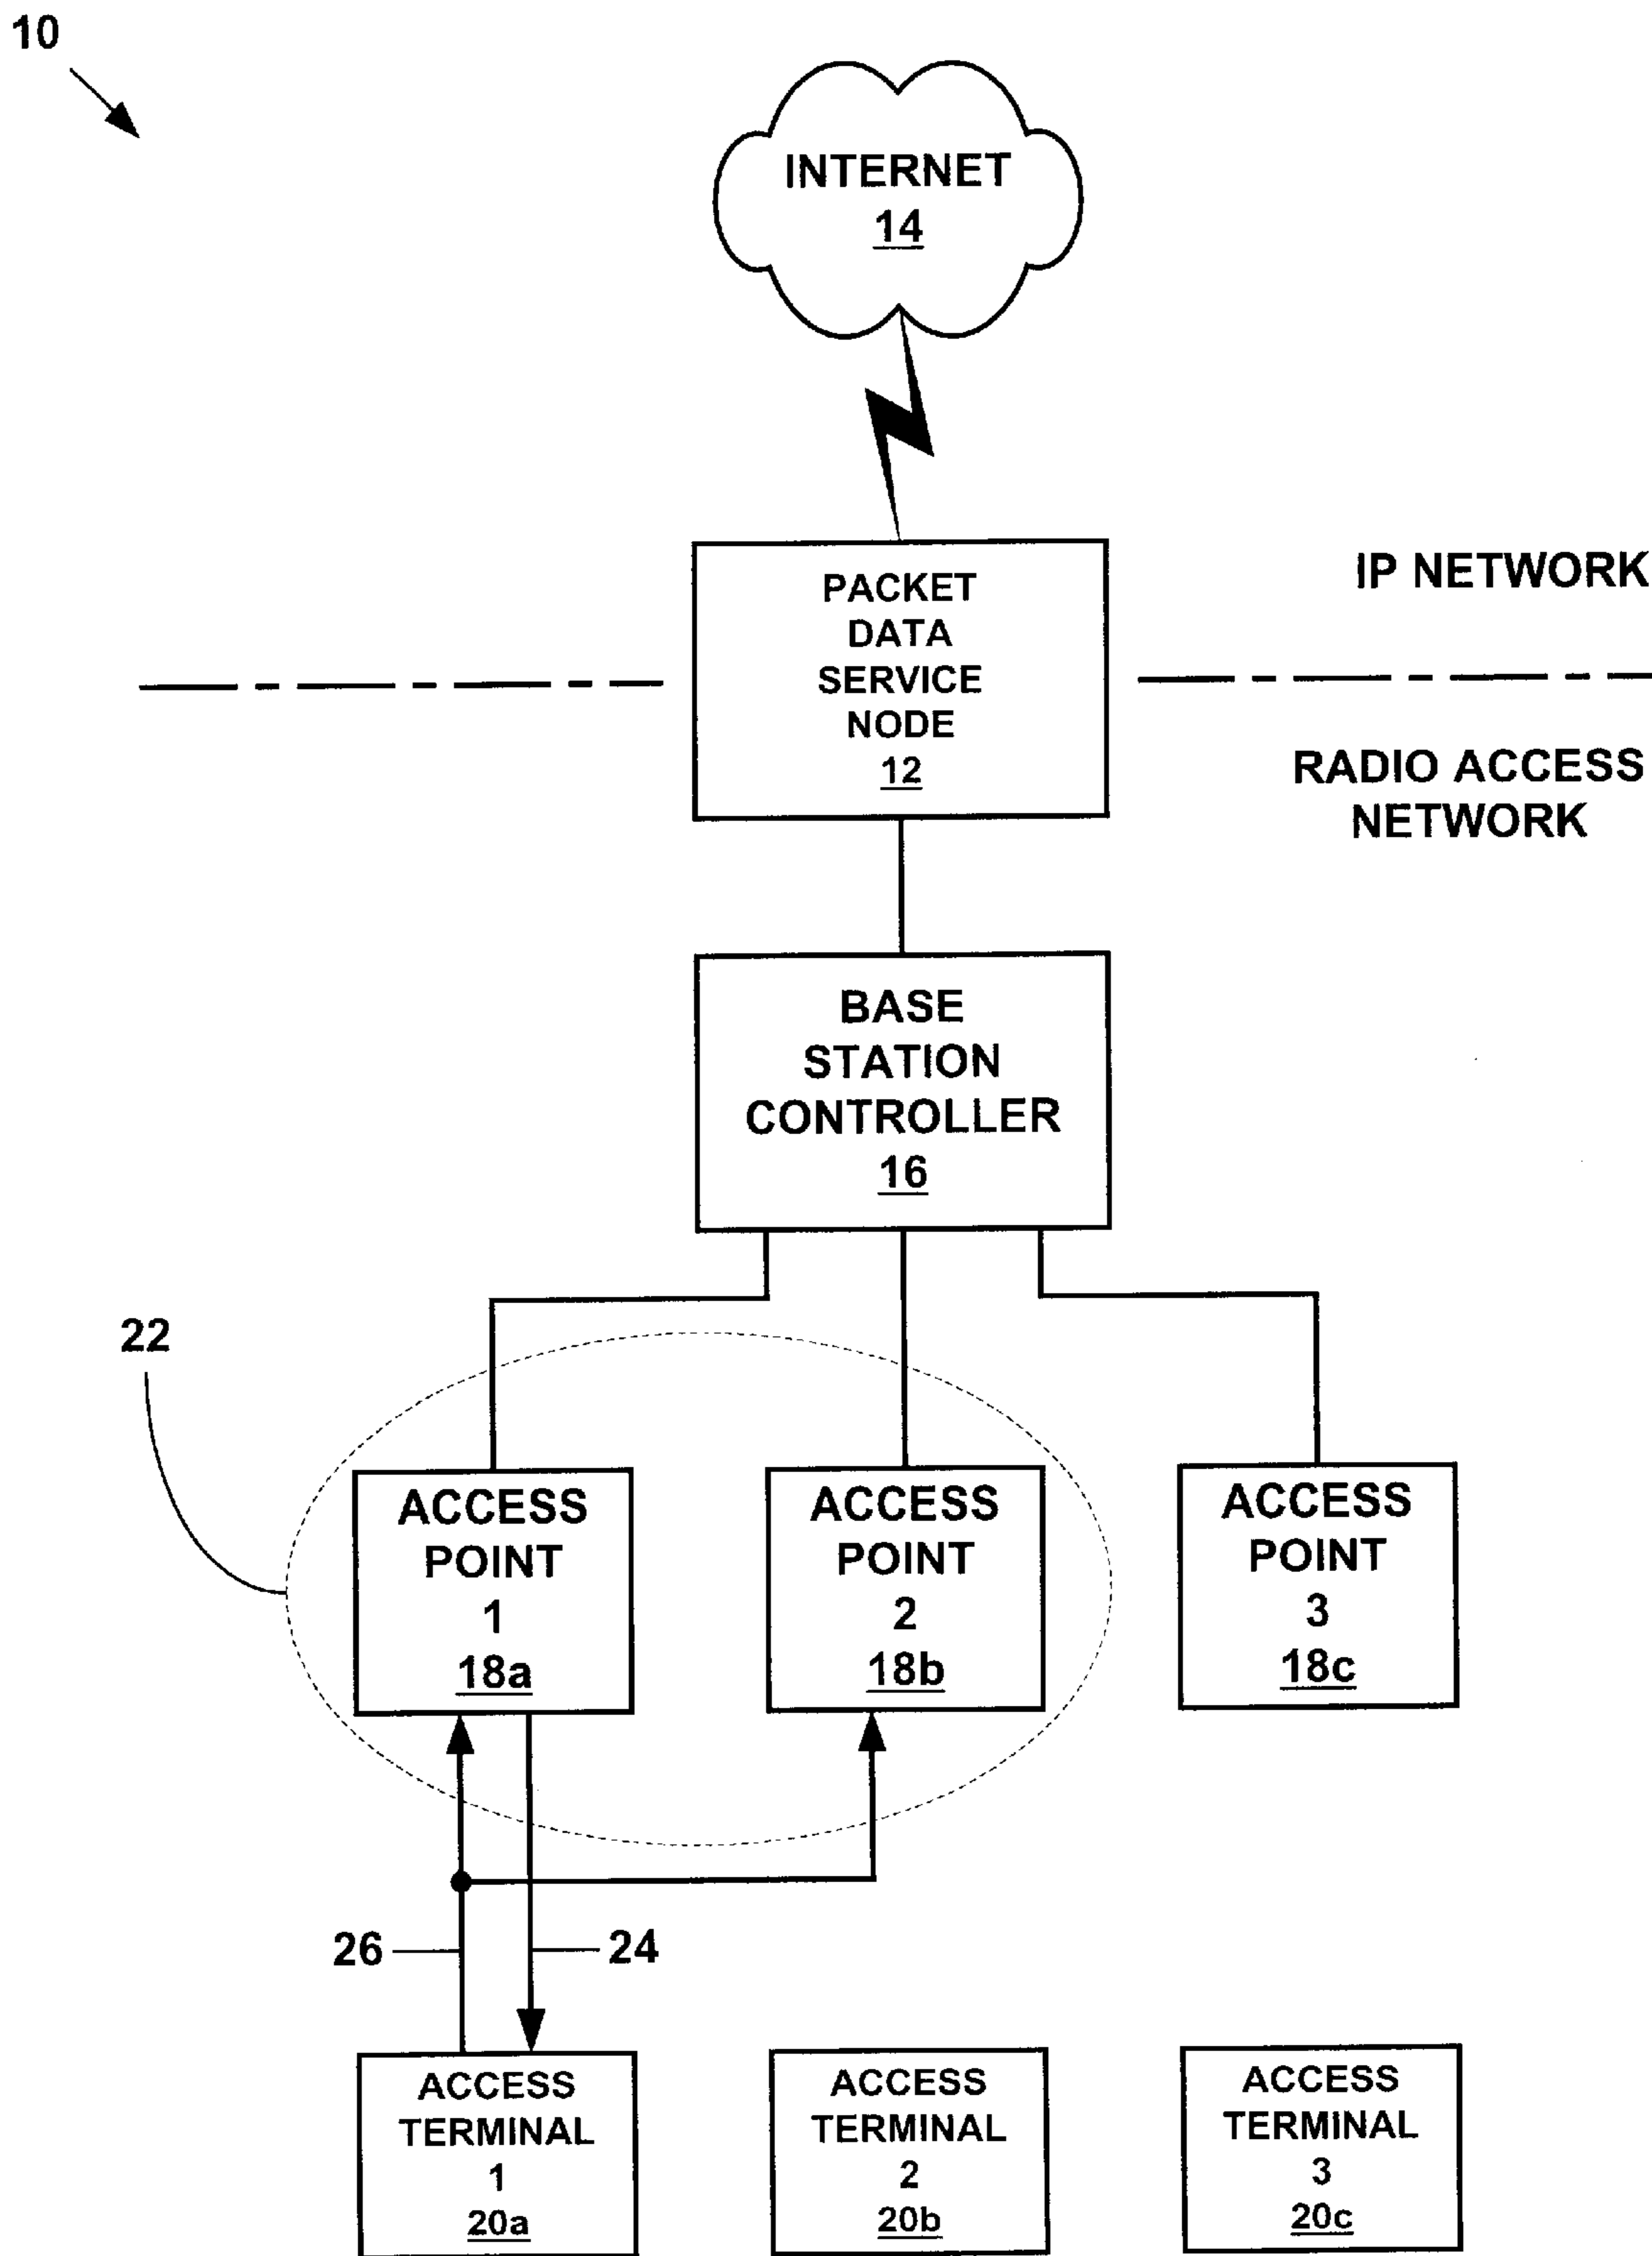 10
INTERNET
14
PACKET
DATA
SERVICE
NODE
12
IP NETWORK
RADIO ACCESS
NETWORK
BASE
STATION
CONTROLLER
16
22
ACCESS
POINT
1
18a
ACCESS
POINT
2
18b
ACCESS
POINT
3
18c
26
24
ACCESS
TERMINAL
1
20a
ACCESS
TERMINAL
2
20b
ACCESS
TERMINAL
3
20c